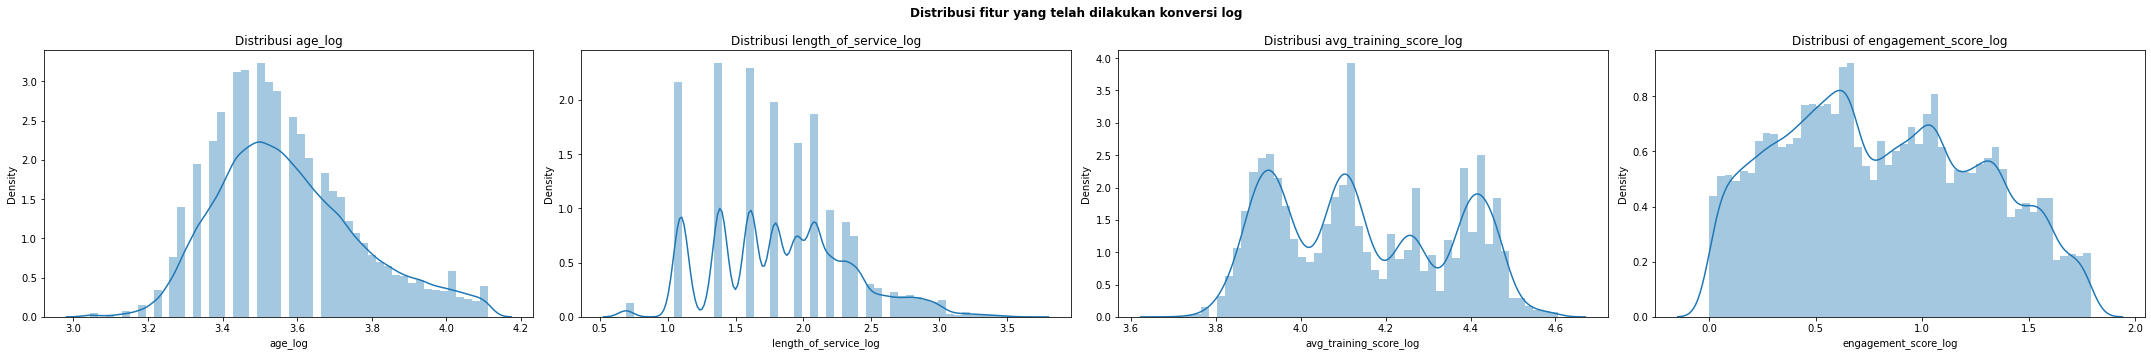 Distribusi fitur yang telah dilakukan konversi log
Distribusi age_log
Density
3.0
2.5
2.0
1.5
1.0
0.5
0.0
3.0 3.2 3.4 3.6 3.8 4.0 4.2
age_log
Distribusi length_of_service_log
Density
2.0
1.5
1.0
0.5
0.0
0.5 1.0 1.5 2.0 2.5 3.0 3.5
length_of_service_log
Distribusi avg_training_score_log
Density
4.0
3.5
3.0
2.5
2.0
1.5
1.0
0.5
0.0
3.6 3.8 4.0 4.2 4.4 4.6
avg_training_score_log
Distribusi of engagement_score_log
Density
0.8
0.6
0.4
0.2
0.0
0.0 0.5 1.0 1.5 2.0
engagement_score_log